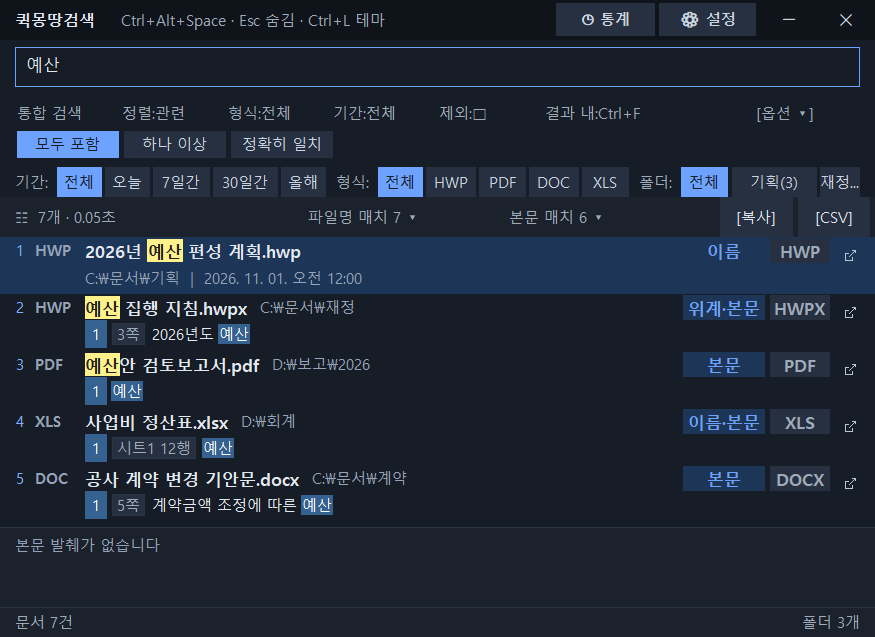 퀵몽땅검색 Ctrl+Alt+Space · Esc 숨김 · Ctrl+L 테마 통계 설정
예산
통합 검색 정렬:관련 형식:전체 기간:전체 제외:□ 결과 내:Ctrl+F [옵션 ▾]
모두 포함 하나 이상 정확히 일치
기간: 전체 오늘 7일간 30일간 올해 형식: 전체 HWP PDF DOC XLS 폴더: 전체 기획(3) 재정...
7개 · 0.05초 파일명 매치 7 ▾ 본문 매치 6 ▾ [복사] [CSV]
1 HWP 2026년 예산 편성 계획.hwp 이름 HWP
C:₩문서₩기획 | 2026. 11. 01. 오전 12:00
2 HWP 예산 집행 지침.hwpx C:₩문서₩재정 위계·본문 HWPX
1 3쪽 2026년도 예산
3 PDF 예산안 검토보고서.pdf D:₩보고₩2026 본문 PDF
1 예산
4 XLS 사업비 정산표.xlsx D:₩회계 이름·본문 XLS
1 시트1 12행 예산
5 DOC 공사 계약 변경 기안문.docx C:₩문서₩계약 본문 DOCX
1 5쪽 계약금액 조정에 따른 예산
본문 발췌가 없습니다
문서 7건 폴더 3개